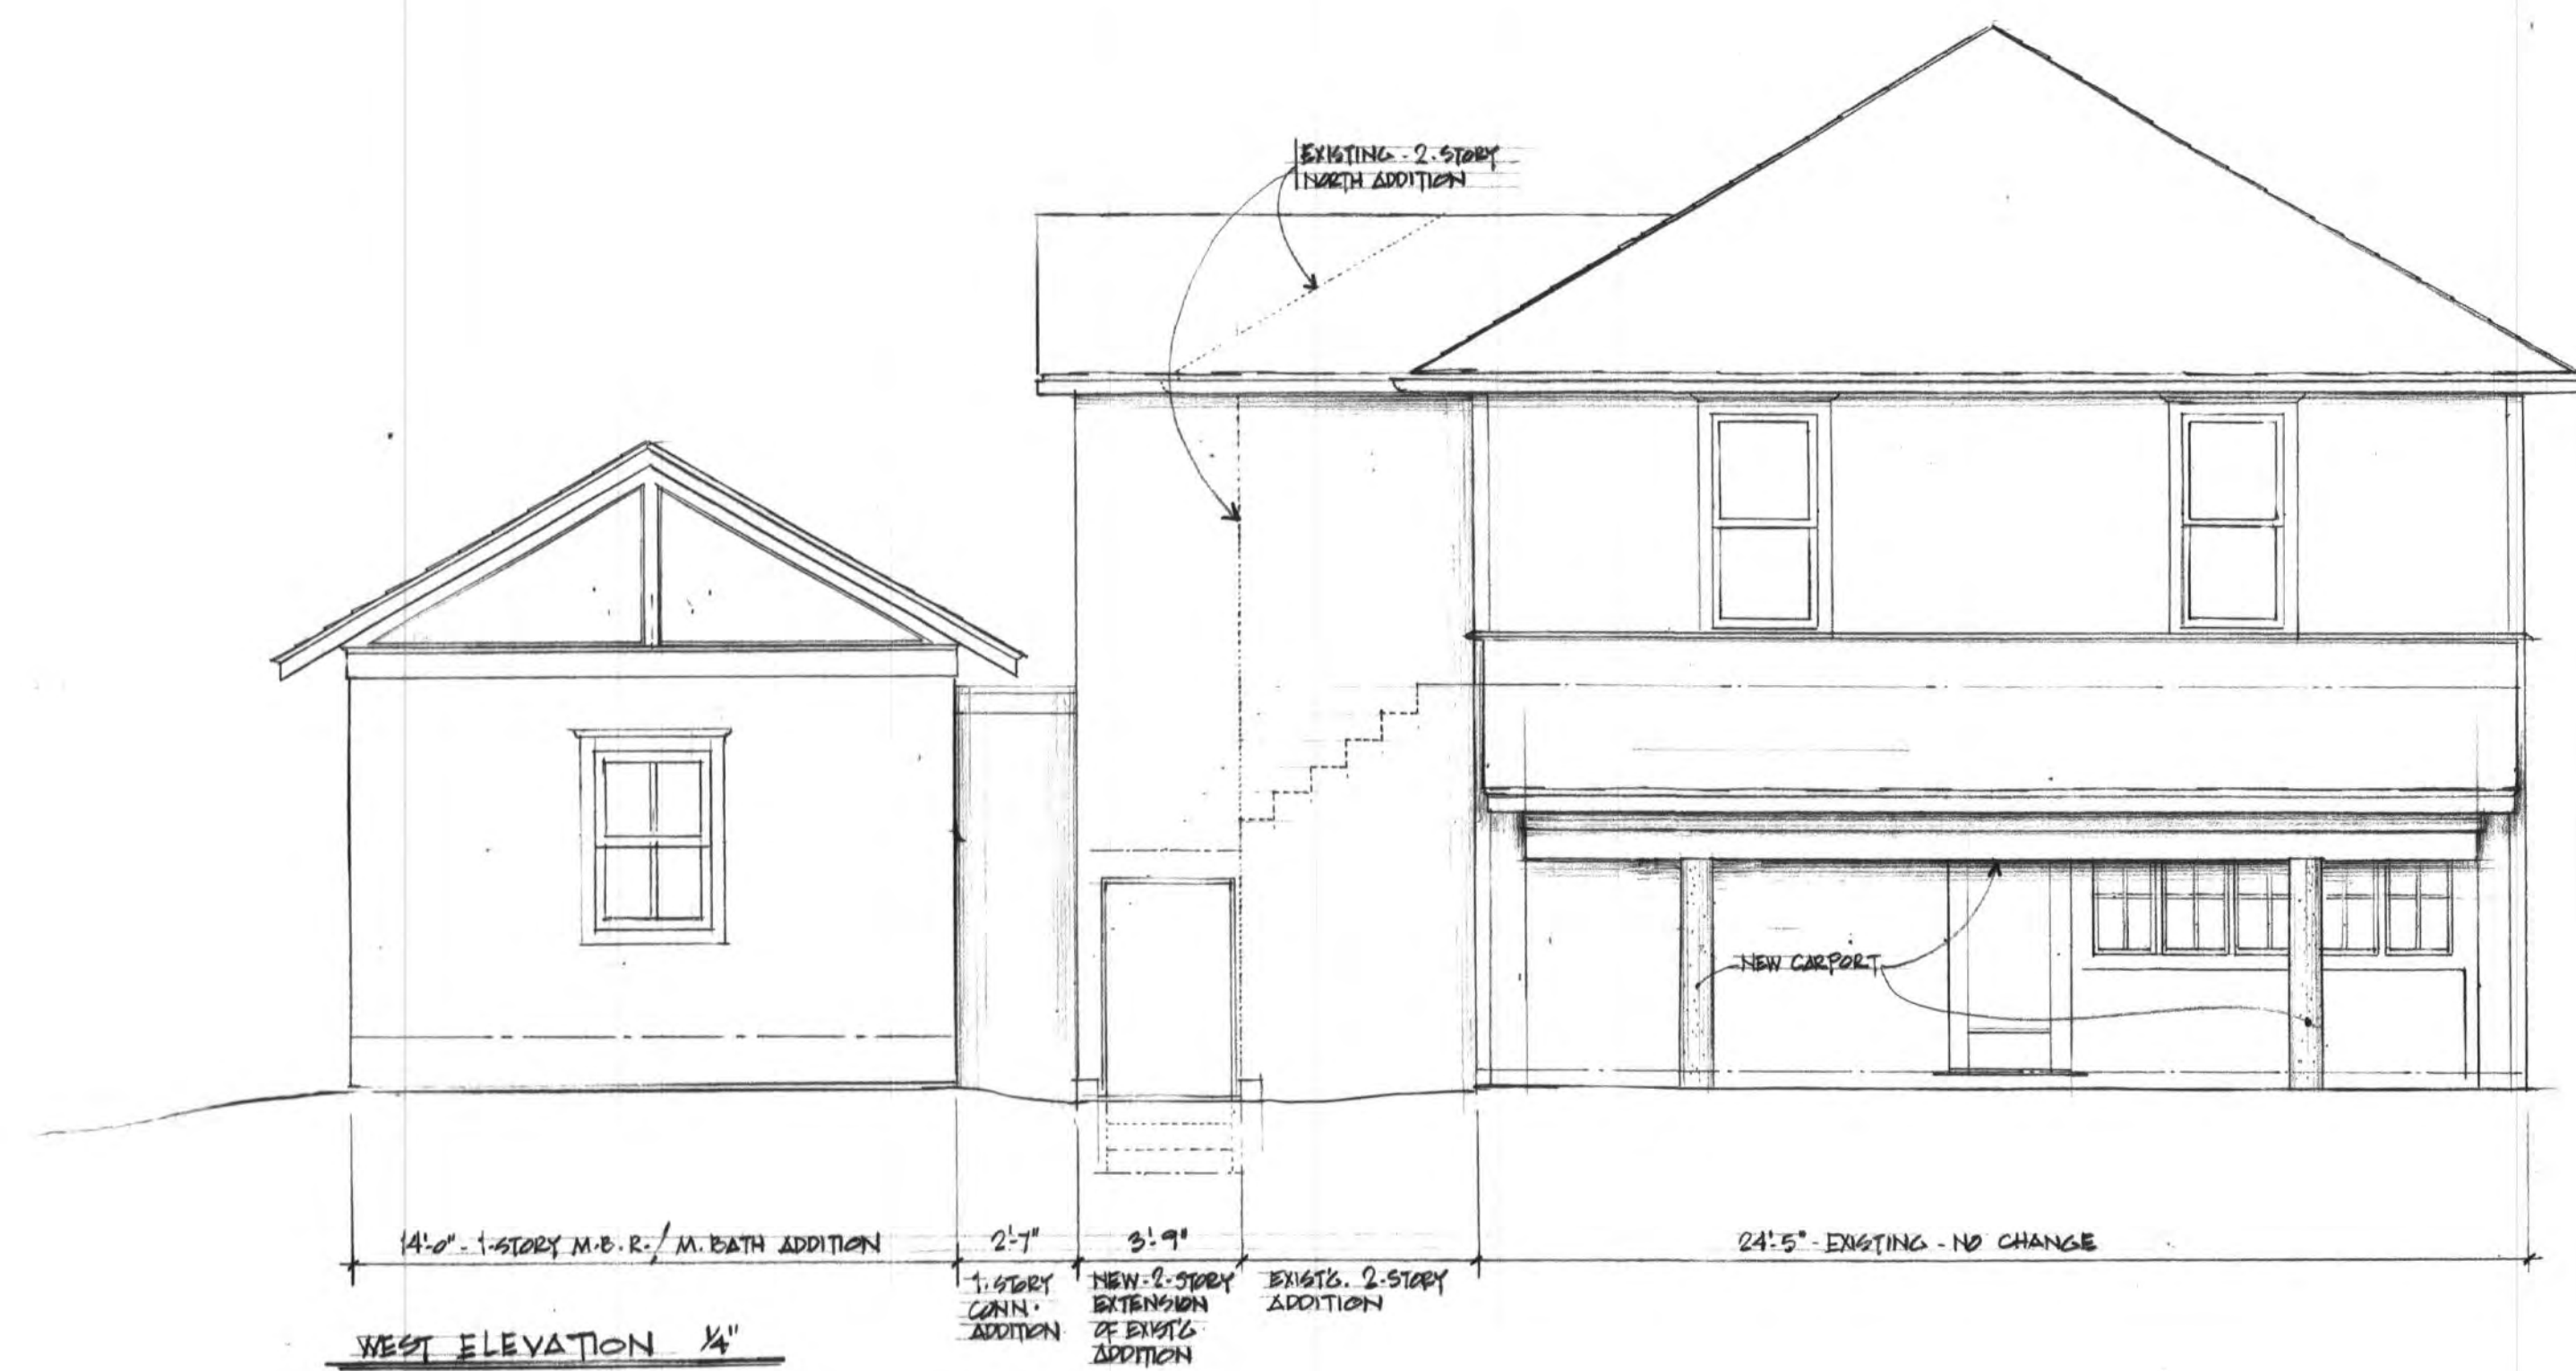 EXISTING - 2-STORY
NORTH ADDITION
NEW CARPORT
14'-0" - 1-STORY M.B.R./M. BATH ADDITION
2'-7"
3'-9"
24'-5" - EXISTING - NO CHANGE
1-STORY
CONN.
ADDITION
NEW-2-STORY
EXTENSION
OF EXIST'G
ADDITION
EXIST'G. 2-STORY
ADDITION
WEST ELEVATION 1/4"